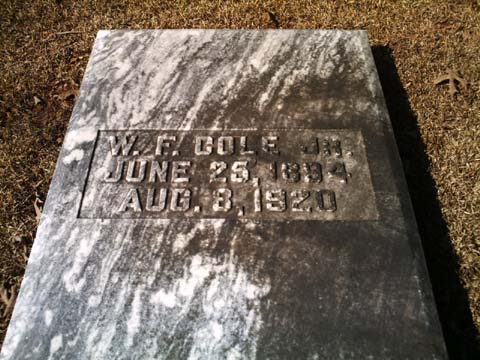 W. F. COLE, JR.
JUNE 25, 1894
AUG. 8, 1920